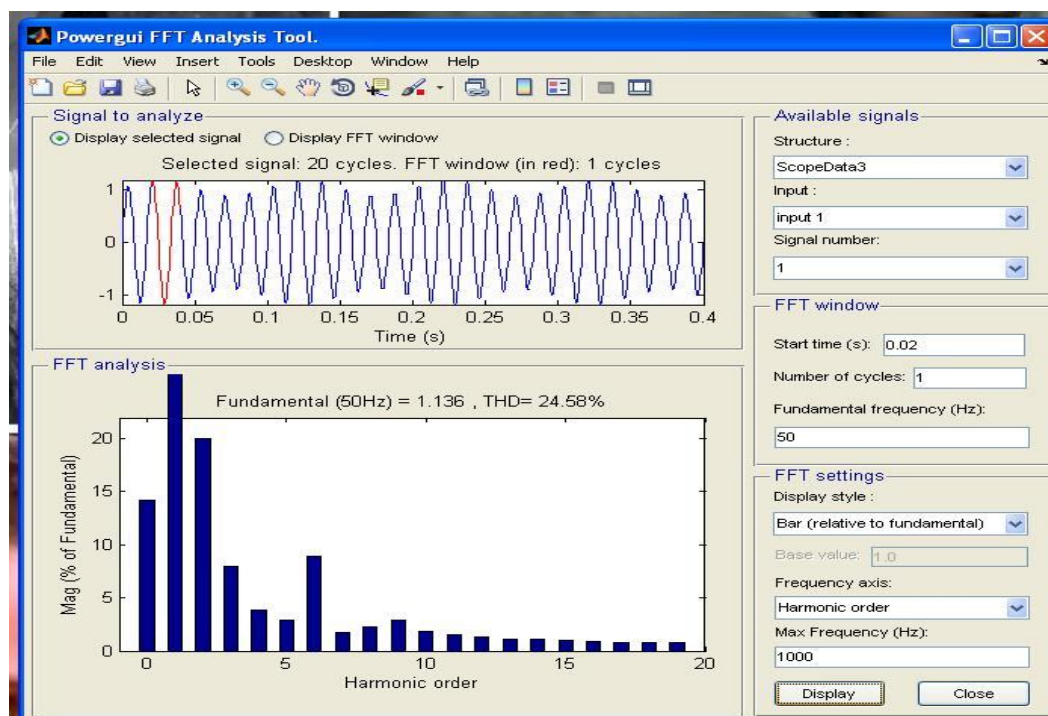 Powergui FFT Analysis Tool.
File Edit View Insert Tools Desktop Window Help
Signal to analyze
Display selected signal Display FFT window
Selected signal: 20 cycles. FFT window (in red): 1 cycles
1
0
-1
0 0.05 0.1 0.15 0.2 0.25 0.3 0.35 0.4
Time (s)
FFT analysis
Fundamental (50Hz) = 1.136 , THD= 24.58%
Mag (% of Fundamental)
20
15
10
5
0
0 5 10 15 20
Harmonic order
Available signals
Structure :
ScopeData3
Input :
input 1
Signal number:
1
FFT window
Start time (s): 0.02
Number of cycles: 1
Fundamental frequency (Hz):
50
FFT settings
Display style :
Bar (relative to fundamental)
Base value: 1.0
Frequency axis:
Harmonic order
Max Frequency (Hz):
1000
Display Close